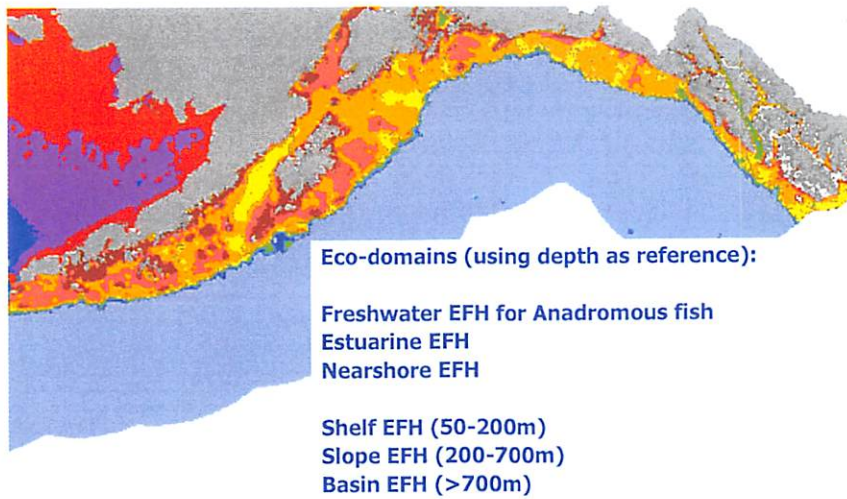 Eco-domains (using depth as reference):
Freshwater EFH for Anadromous fish
Estuarine EFH
Nearshore EFH
Shelf EFH (50-200m)
Slope EFH (200-700m)
Basin EFH (>700m)